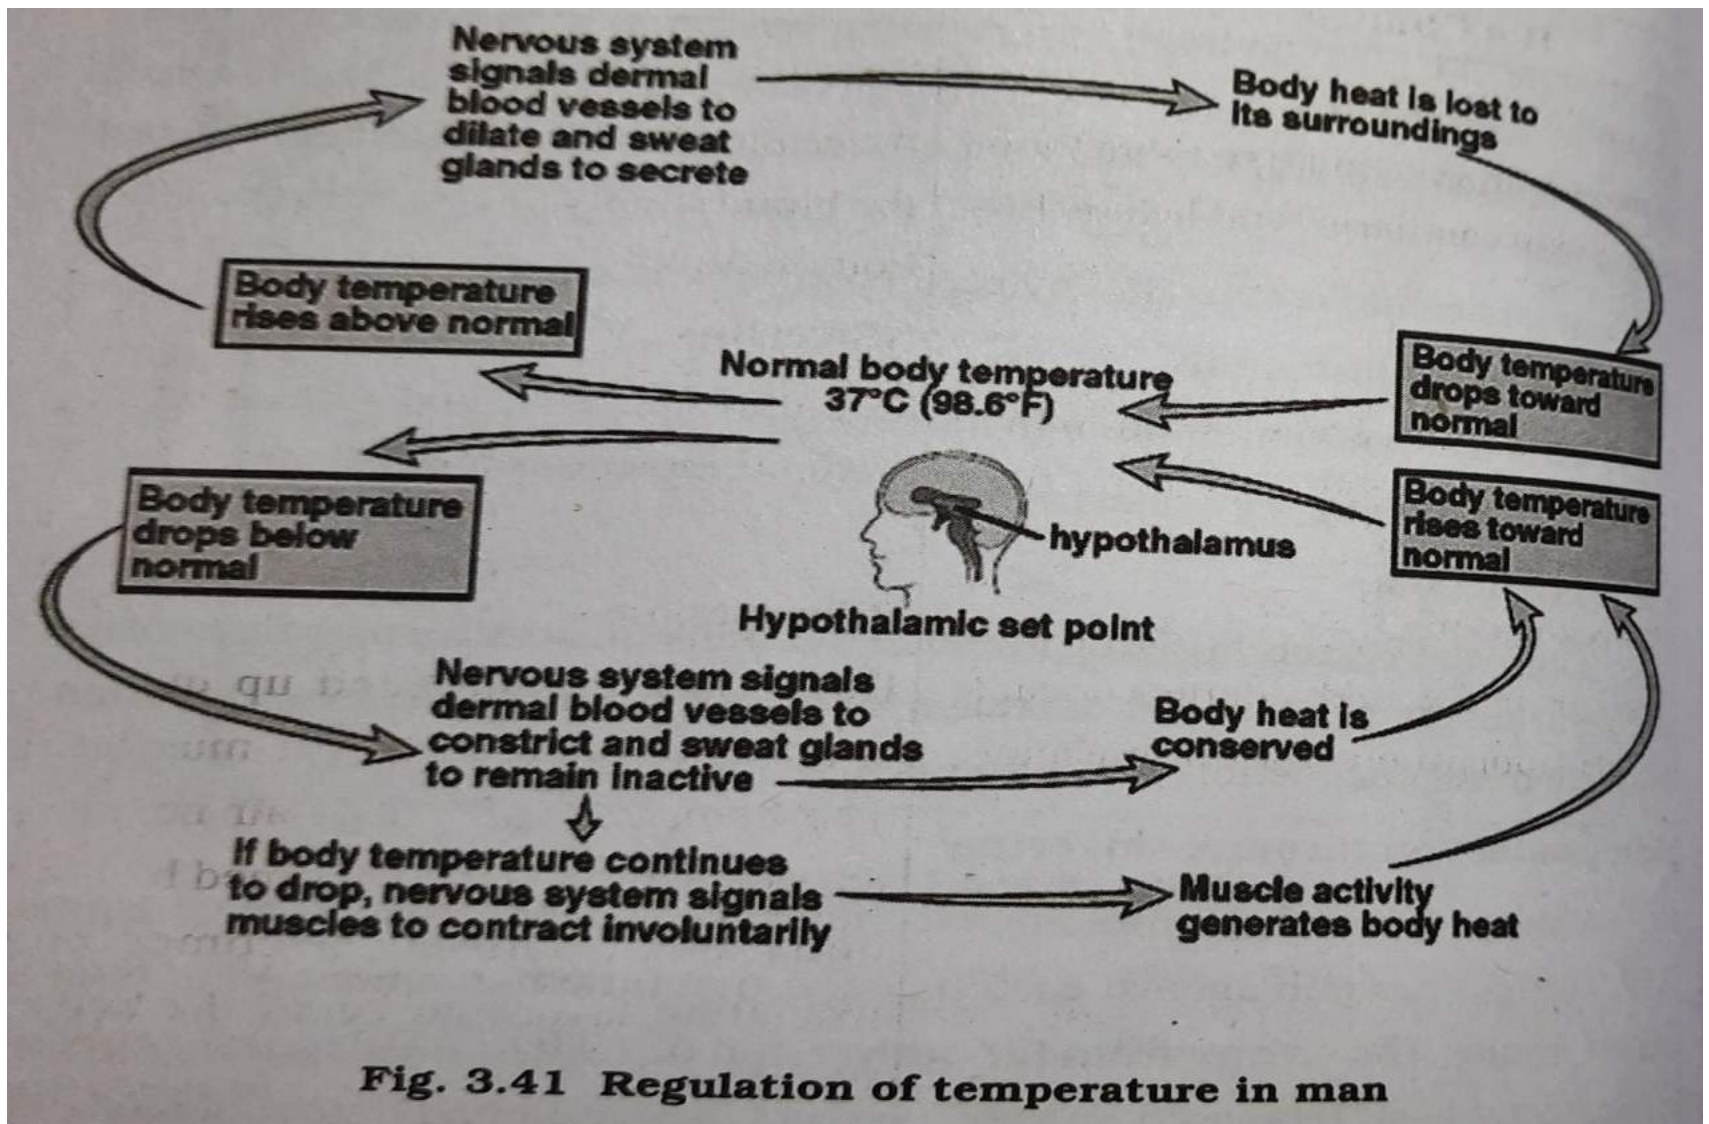 Nervous system
signals dermal
blood vessels to
dilate and sweat
glands to secrete
Body heat is lost to
its surroundings
Body temperature
rises above normal
Normal body temperature
37°C (98.6°F)
Body temperature
drops toward
normal
Body temperature
drops below
normal
Body temperature
rises toward
normal
hypothalamus
Hypothalamic set point
Nervous system signals
dermal blood vessels to
constrict and sweat glands
to remain inactive
Body heat is
conserved
If body temperature continues
to drop, nervous system signals
muscles to contract involuntarily
Muscle activity
generates body heat
Fig. 3.41 Regulation of temperature in man